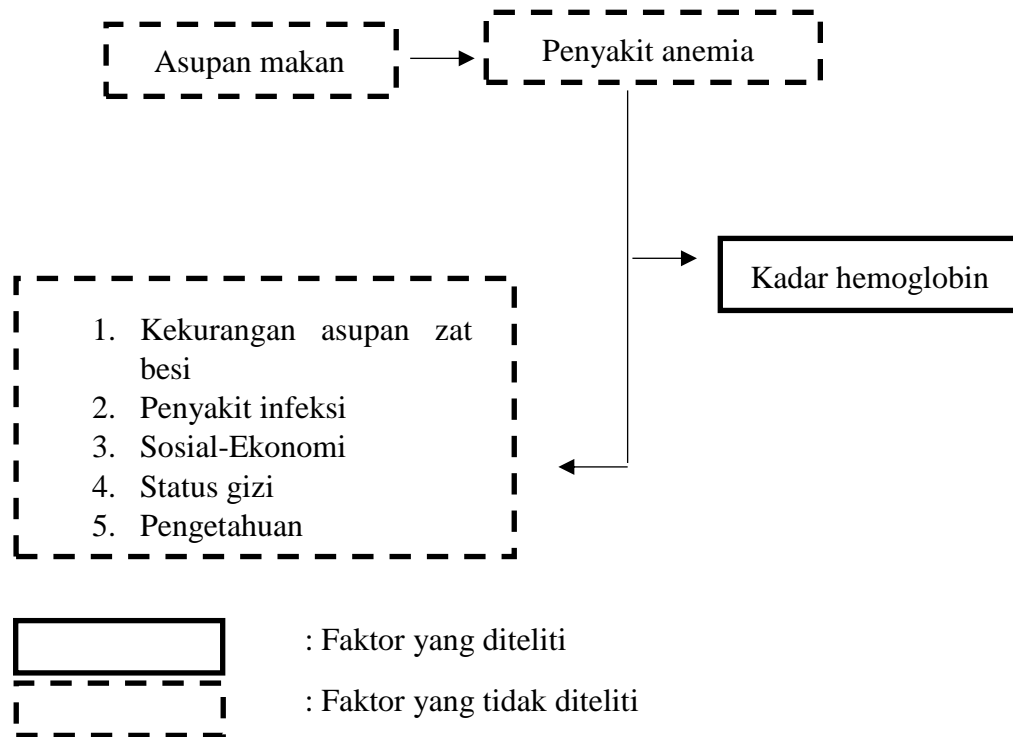 Asupan makan
Penyakit anemia
Kadar hemoglobin
1. Kekurangan asupan zat
besi
2. Penyakit infeksi
3. Sosial-Ekonomi
4. Status gizi
5. Pengetahuan
: Faktor yang diteliti
: Faktor yang tidak diteliti